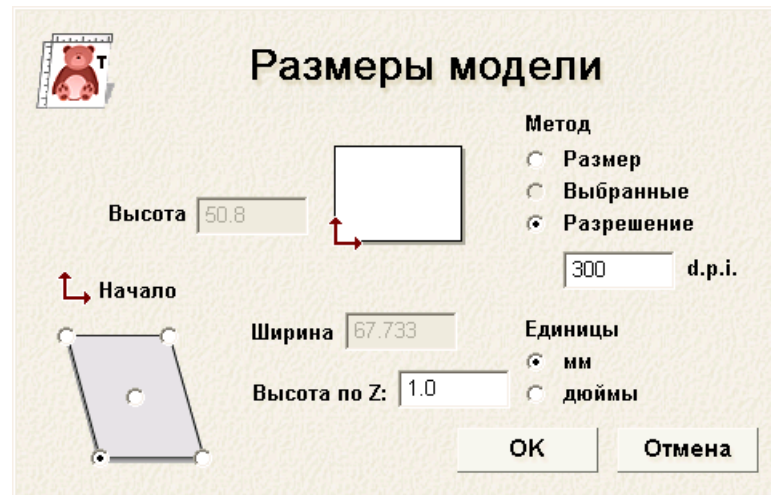 T
Размеры модели
Метод
Размер
Выбранные
Разрешение
300 d.p.i.
Высота 50.8
Начало
Ширина 67.733
Высота по Z: 1.0
Единицы
мм
дюймы
OK Отмена